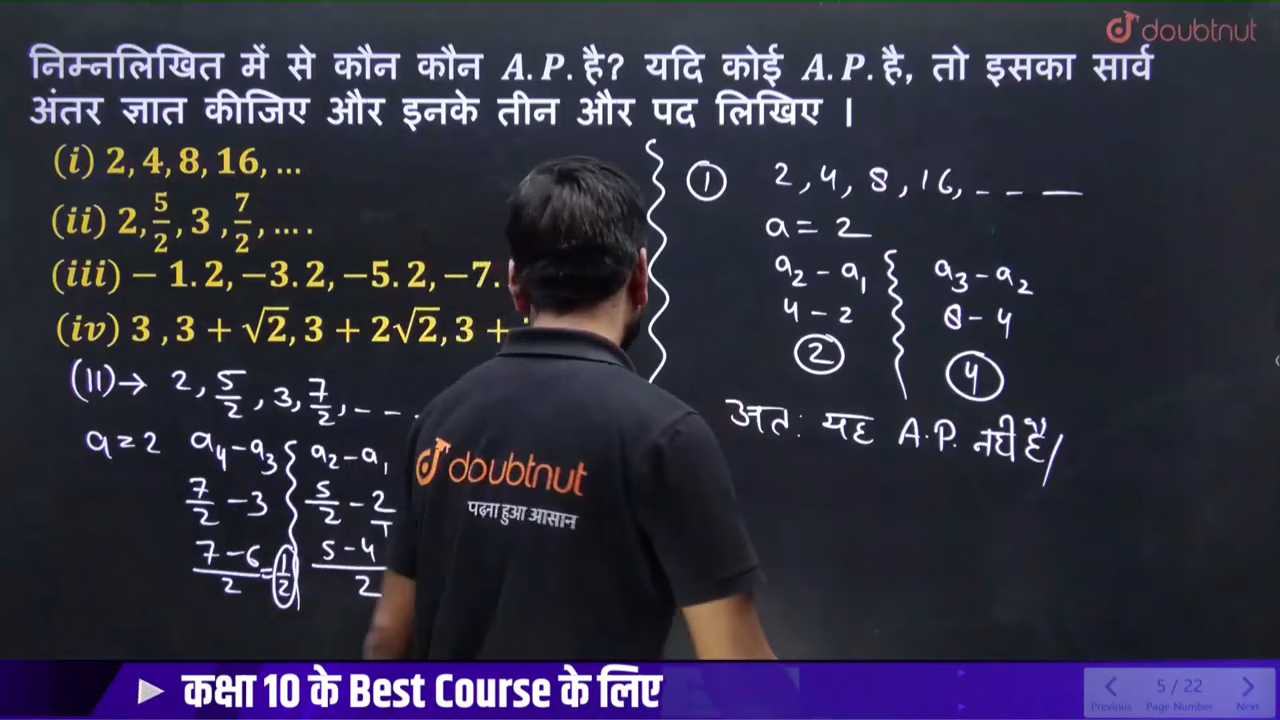 doubtnut
निम्नलिखित में से कौन कौन A.P. है? यदि कोई A.P. है, तो इसका सार्व
अंतर ज्ञात कीजिए और इनके तीन और पद लिखिए ।
(i) 2, 4, 8, 16, ...
(ii) 2, 5/2, 3 , 7/2, ... .
(iii) − 1. 2, −3. 2, −5. 2, −7.
(iv) 3 , 3 + √2, 3 + 2√2, 3 +
(II) → 2, 5/2, 3, 7/2, - - -
a = 2 a₄ - a₃ a₂ - a₁
7/2 - 3 5/2 - 2/1
7-6/2 = 1/2 5-4/2
① 2, 4, 8, 16, - - —
a = 2
a₂ - a₁ a₃ - a₂
4 - 2 8 - 4
2 4
अतः यह A.P. नहीं है/
doubtnut
पढ़ना हुआ आसान
कक्षा 10 के Best Course के लिए
5 / 22
Previous Page Number Next